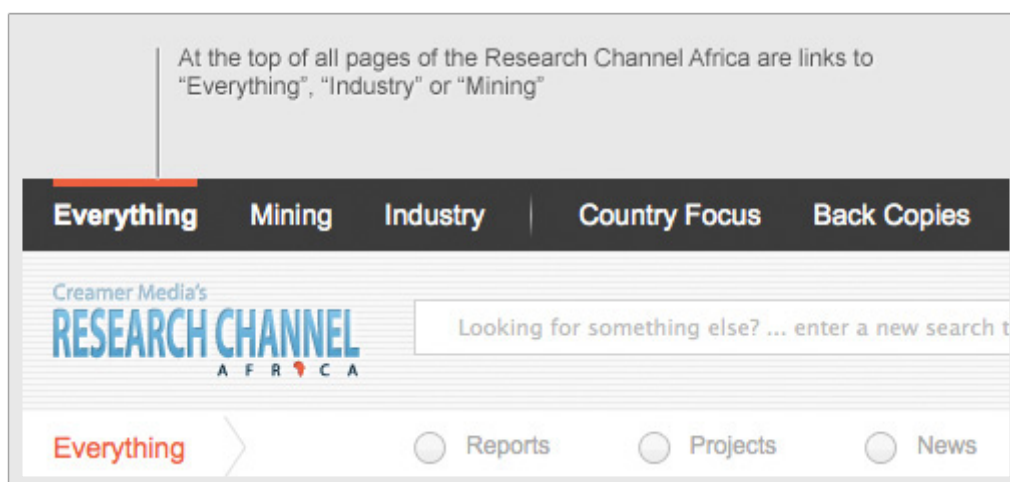 At the top of all pages of the Research Channel Africa are links to
“Everything”, “Industry” or “Mining”
Everything Mining Industry Country Focus Back Copies
Creamer Media's
RESEARCH CHANNEL
AFRICA
Looking for something else? ... enter a new search t
Everything Reports Projects News